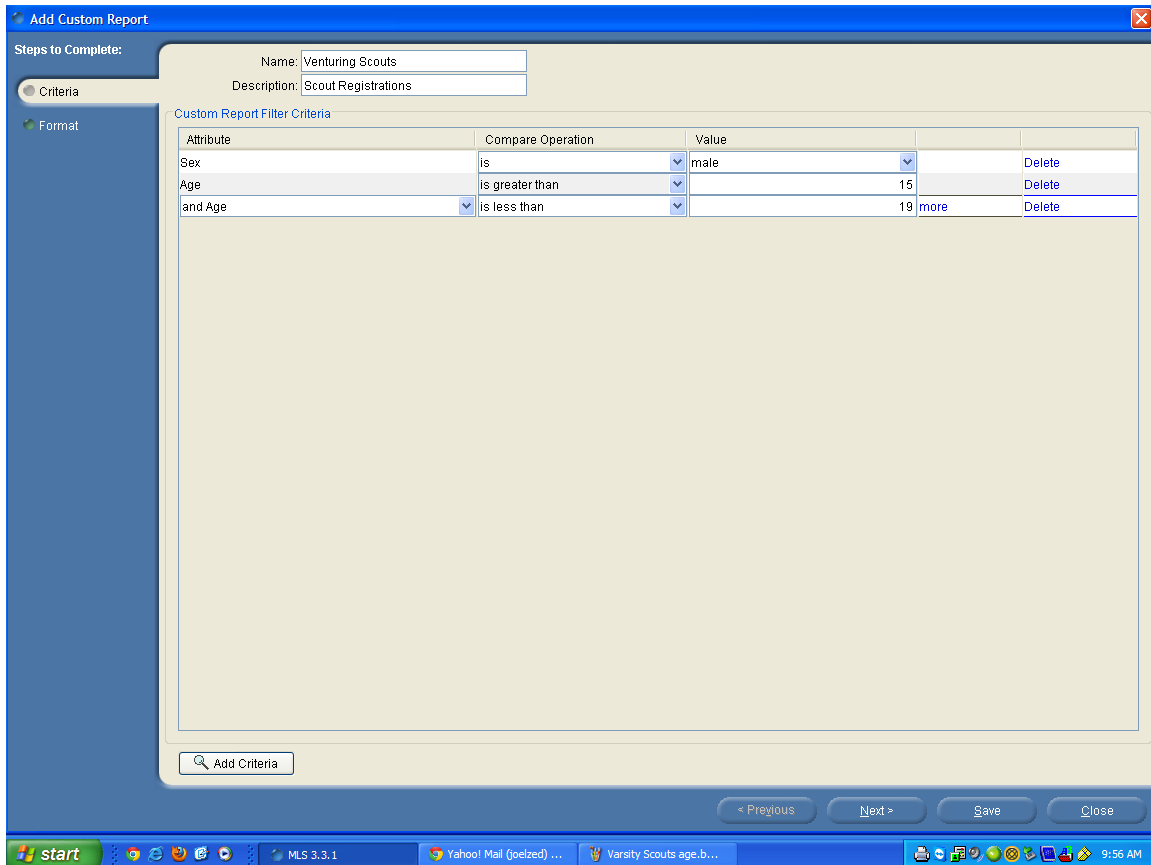 Add Custom Report
Steps to Complete:
Criteria
Format
Name: Venturing Scouts
Description: Scout Registrations
Custom Report Filter Criteria
Attribute Compare Operation Value
Sex is male Delete
Age is greater than 15 Delete
and Age is less than 19 more Delete
Add Criteria
< Previous Next > Save Close
start MLS 3.3.1 Yahoo! Mail (joelzed) ... Varsity Scouts age.b... 9:56 AM